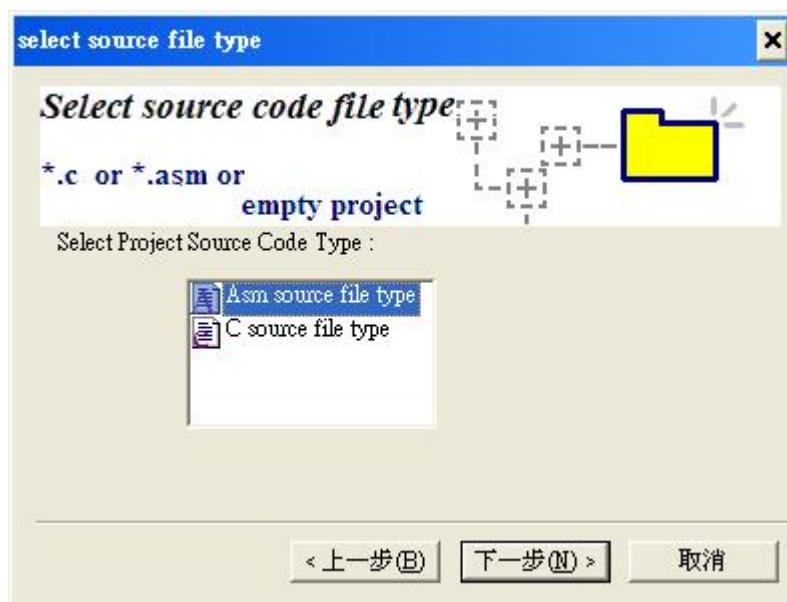 select source file type
Select source code file type
*.c or *.asm or
empty project
Select Project Source Code Type :
Asm source file type
C source file type
< 上一步(B)
下一步(N) >
取消